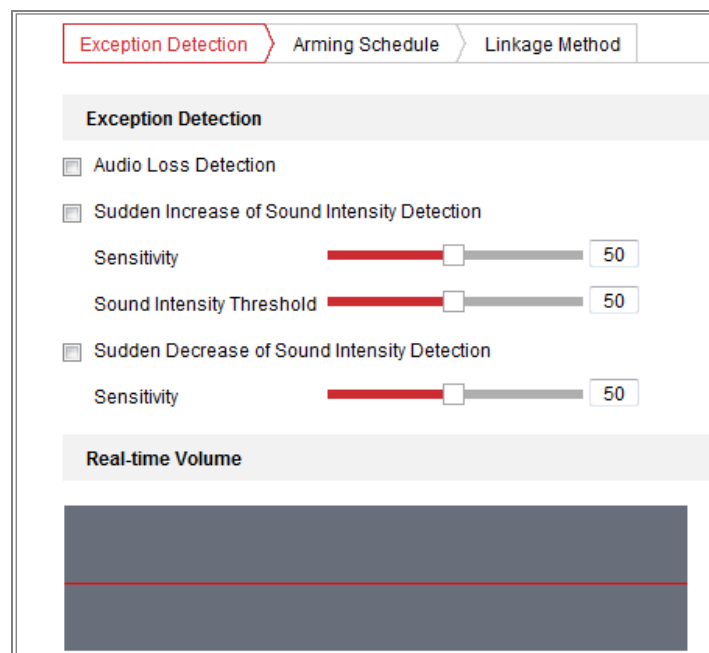 Exception Detection Arming Schedule Linkage Method
Exception Detection
Audio Loss Detection
Sudden Increase of Sound Intensity Detection
Sensitivity 50
Sound Intensity Threshold 50
Sudden Decrease of Sound Intensity Detection
Sensitivity 50
Real-time Volume